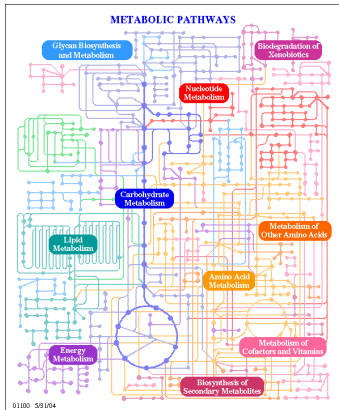 METABOLIC PATHWAYS
Glycan Biosynthesis
and Metabolism
Biodegradation of
Xenobiotics
Nucleotide
Metabolism
Carbohydrate
Metabolism
Metabolism of
Other Amino Acids
Lipid
Metabolism
Amino Acid
Metabolism
Metabolism of
Cofactors and Vitamins
Energy
Metabolism
Biosynthesis of
Secondary Metabolites
01100 5/31/04